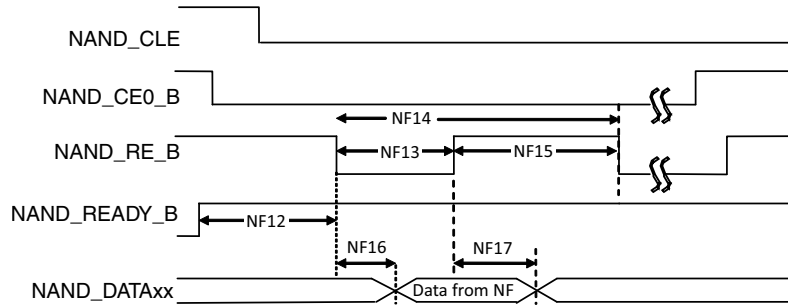 NAND_CLE
NAND_CE0_B
NF14
NAND_RE_B
NF13
NF15
NAND_READY_B
NF12
NF16
NF17
NAND_DATAxx
Data from NF